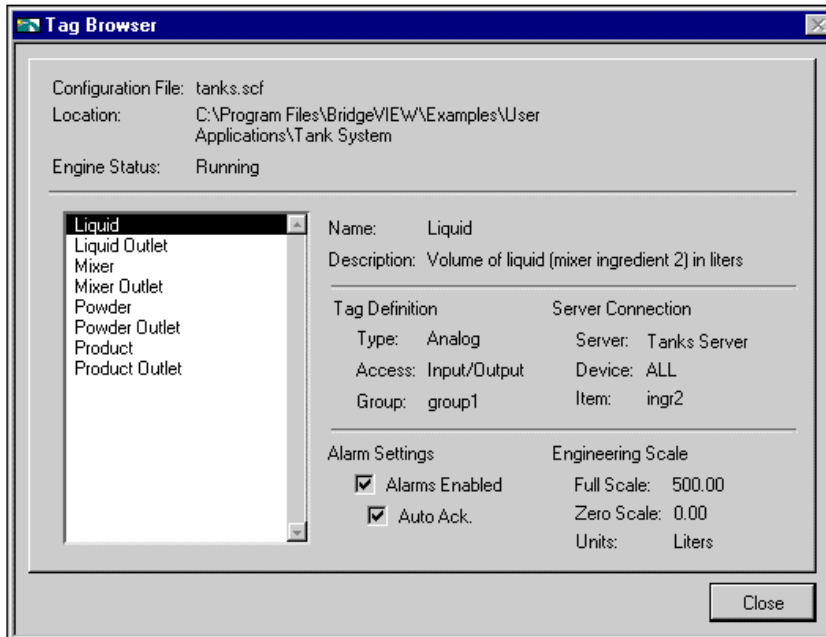 Tag Browser
Configuration File: tanks.scf
Location: C:\Program Files\BridgeVIEW\Examples\User
Applications\Tank System
Engine Status: Running
Liquid
Liquid Outlet
Mixer
Mixer Outlet
Powder
Powder Outlet
Product
Product Outlet
Name: Liquid
Description: Volume of liquid (mixer ingredient 2) in liters
Tag Definition
Type: Analog
Access: Input/Output
Group: group1
Server Connection
Server: Tanks Server
Device: ALL
Item: ingr2
Alarm Settings
Alarms Enabled
Auto Ack.
Engineering Scale
Full Scale: 500.00
Zero Scale: 0.00
Units: Liters
Close